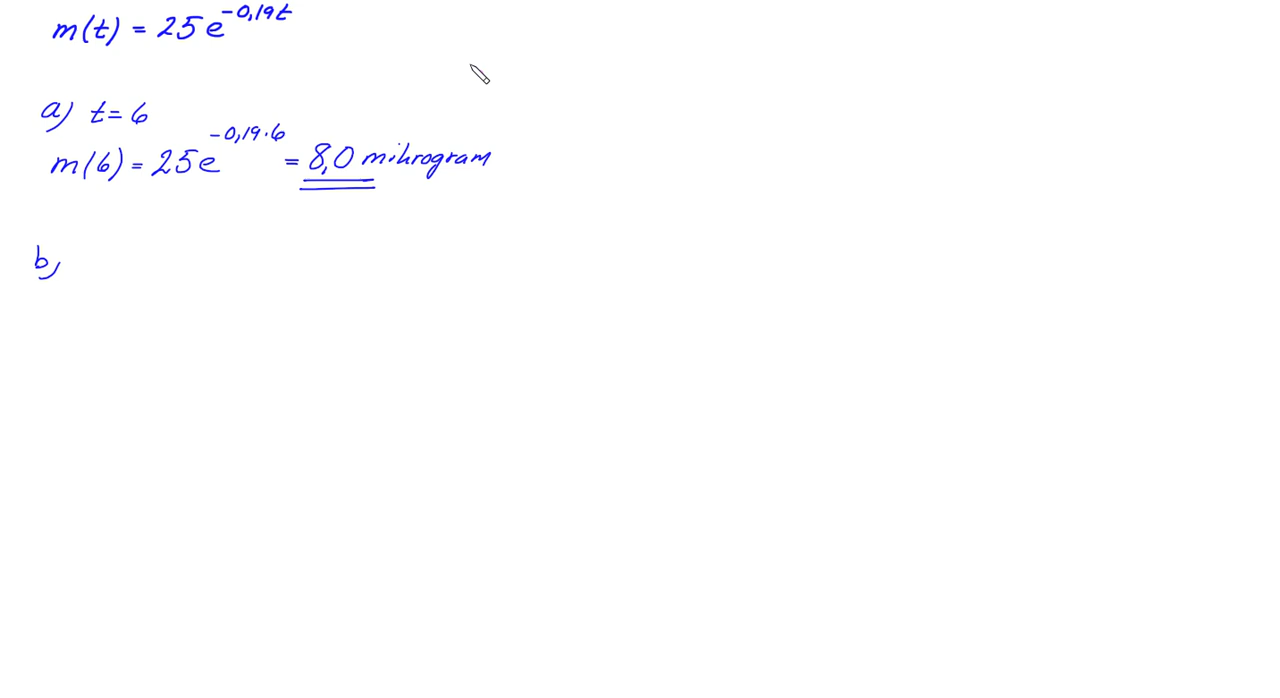 m(t) = 25e^{-0,19t}
a) t=6
m(6) = 25e^{-0,19·6} = 8,0 mikrogram
b)